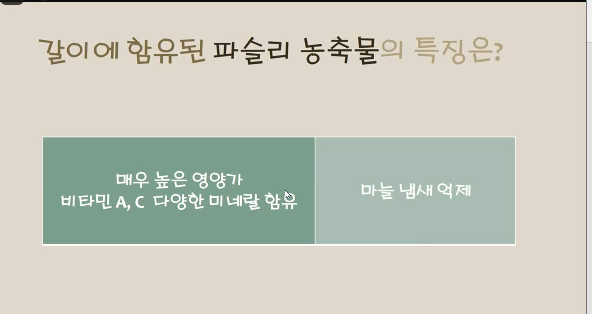 갈이에 함유된 파슬리 농축물의 특징은?
매우 높은 영양가
비타민 A, C 다양한 미네랄 함유
마늘 냄새 억제